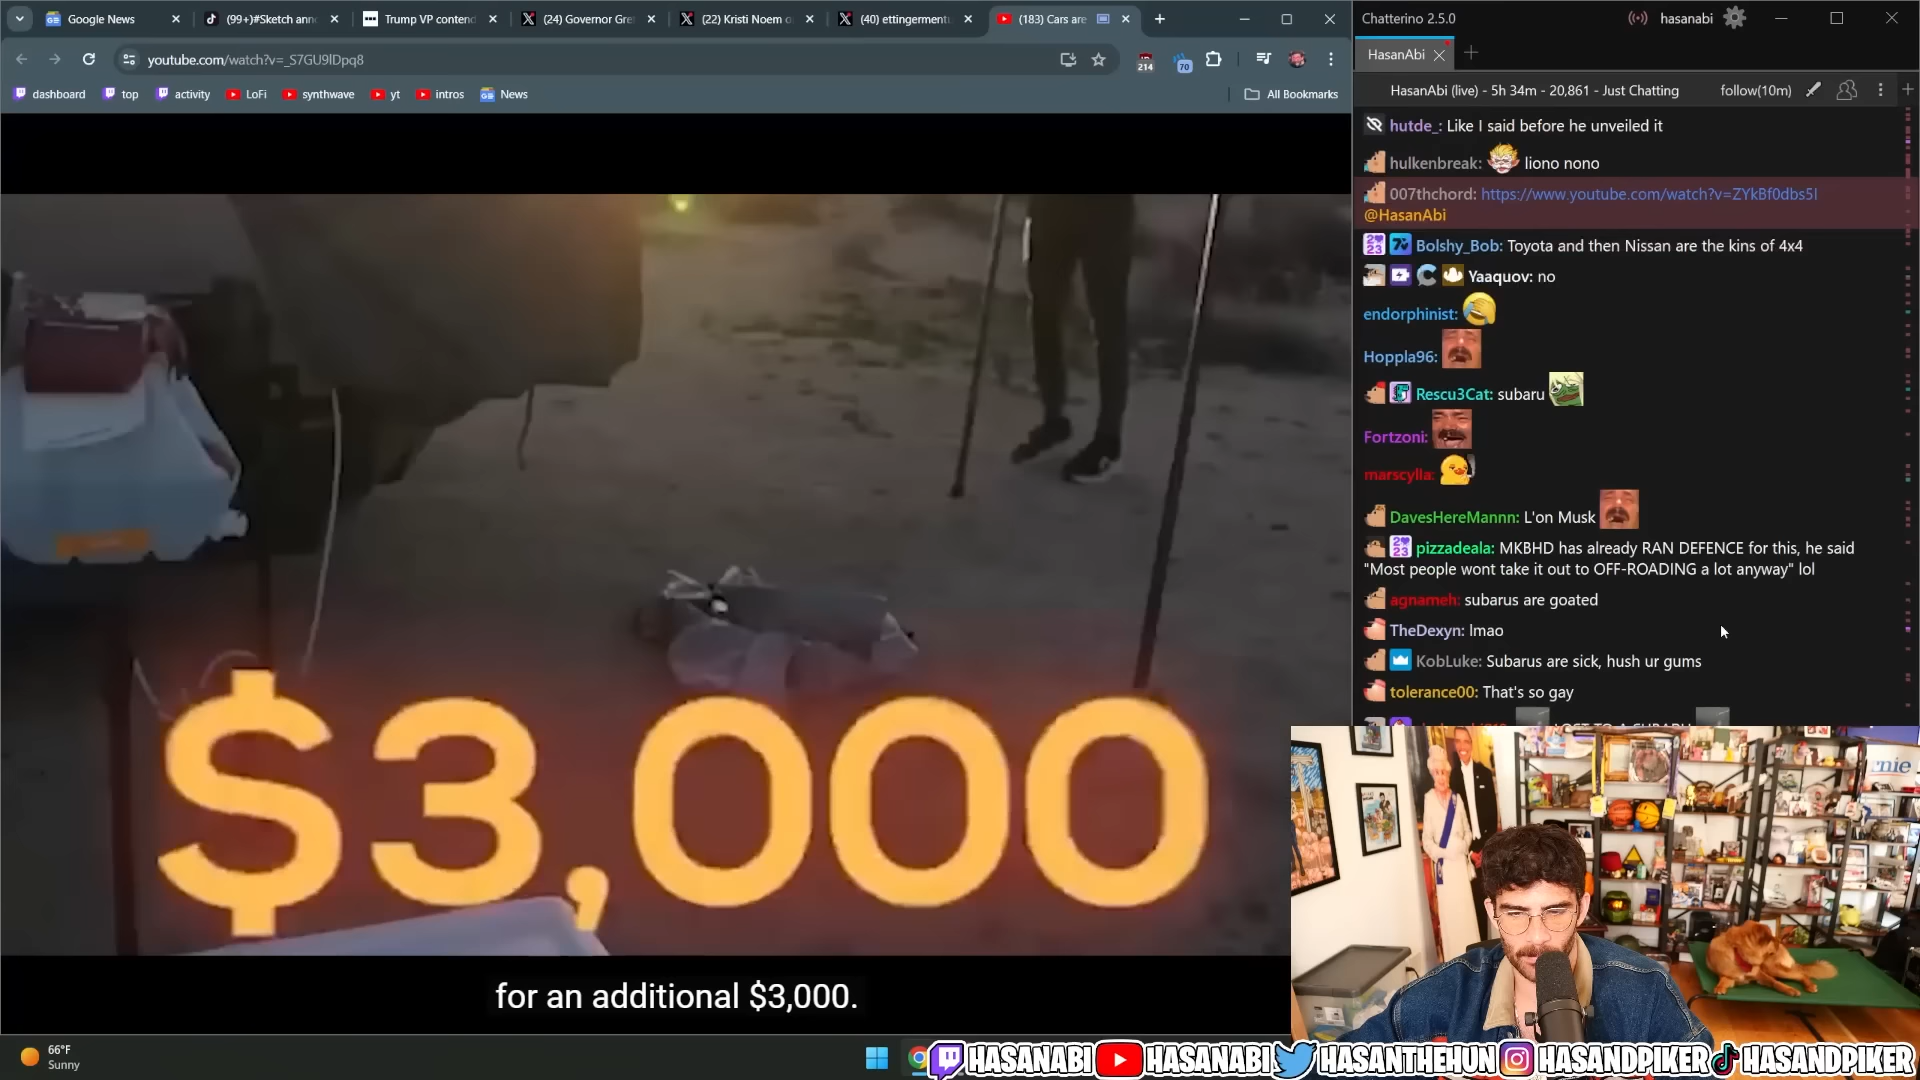 Google News
(99+)#Sketch ann
Trump VP contend
(24) Governor Gre
(22) Kristi Noem o
(40) ettingermentu
(183) Cars are
youtube.com/watch?v=_S7GU9lDpq8
214
70
dashboard
top
activity
LoFi
synthwave
yt
intros
News
All Bookmarks
$3,000
for an additional $3,000.
66°F
Sunny
Chatterino 2.5.0
hasanabi
HasanAbi
HasanAbi (live) - 5h 34m - 20,861 - Just Chatting
follow(10m)
hutde_: Like I said before he unveiled it
hulkenbreak: liono nono
007thchord: https://www.youtube.com/watch?v=ZYkBf0dbs5I
@HasanAbi
Bolshy_Bob: Toyota and then Nissan are the kins of 4x4
Yaaquov: no
endorphinist:
Hoppla96:
Rescu3Cat: subaru
Fortzoni:
marscylla:
DavesHereMannn: L'on Musk
pizzadeala: MKBHD has already RAN DEFENCE for this, he said
"Most people wont take it out to OFF-ROADING a lot anyway" lol
agnameh: subarus are goated
TheDexyn: lmao
KobLuke: Subarus are sick, hush ur gums
tolerance00: That's so gay
nie
HASANABI
HASANABI
HASANTHEHUN
HASANDPIKER
HASANDPIKER